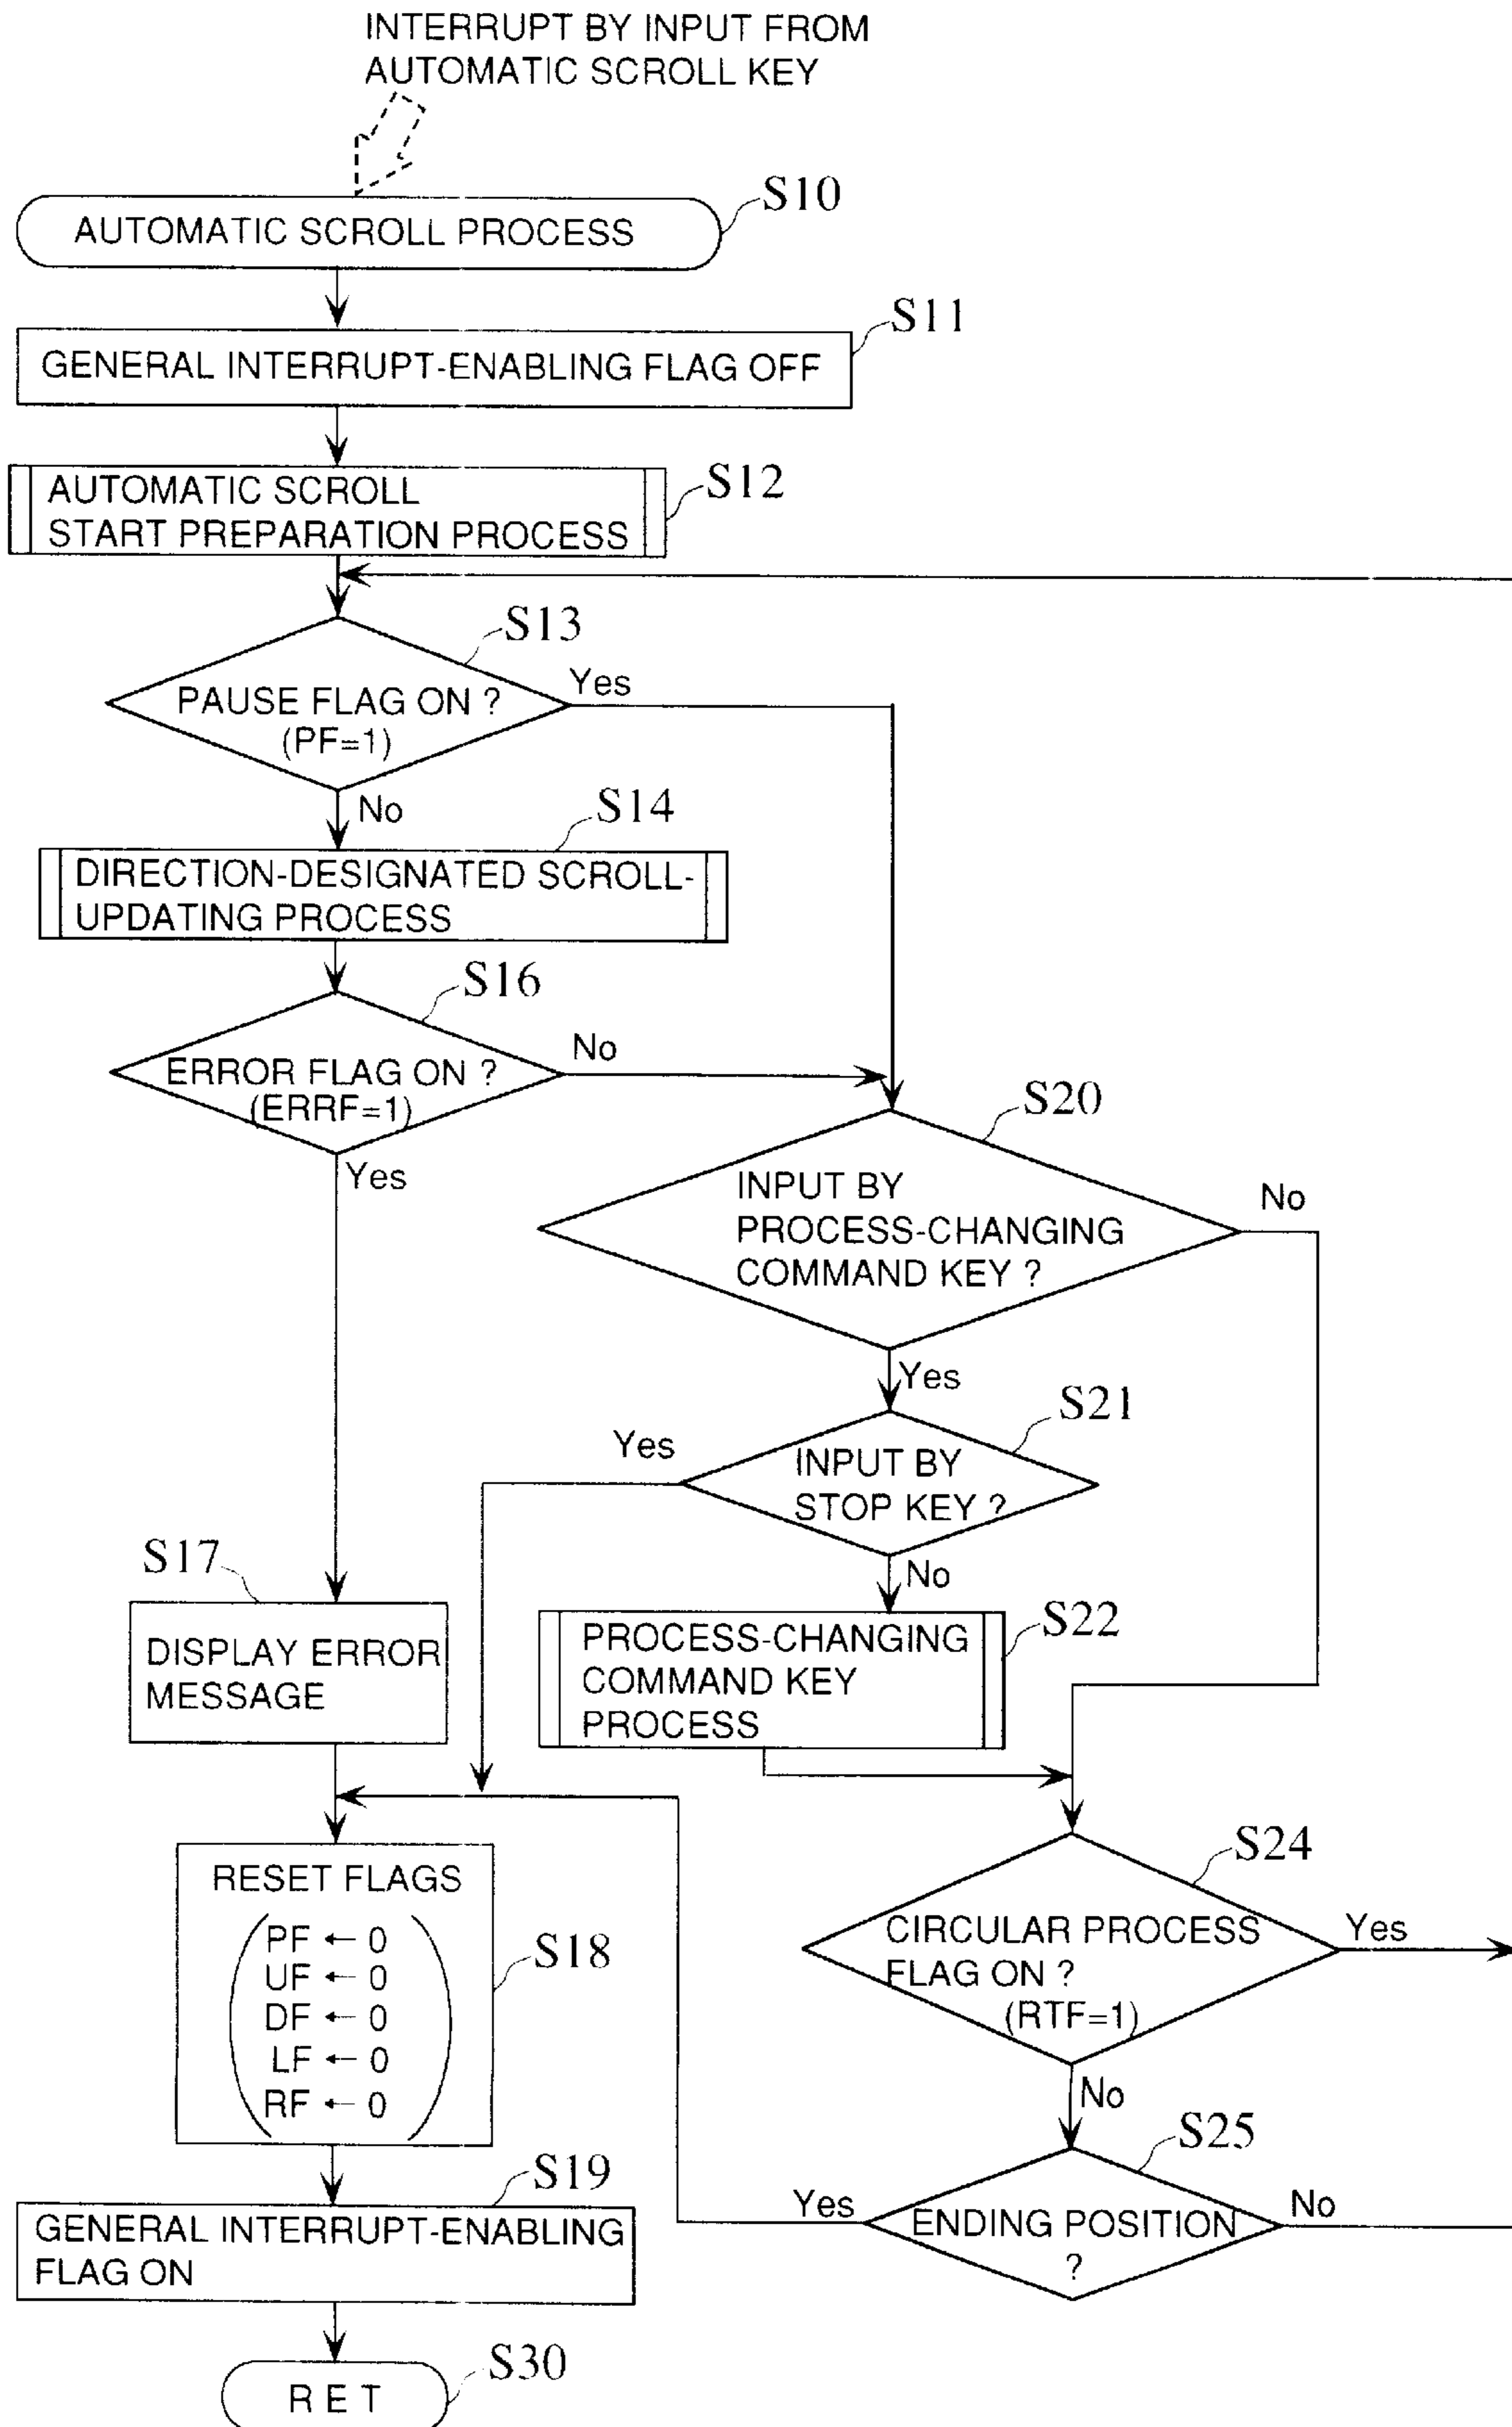 INTERRUPT BY INPUT FROM
AUTOMATIC SCROLL KEY
S10
AUTOMATIC SCROLL PROCESS
S11
GENERAL INTERRUPT-ENABLING FLAG OFF
S12
AUTOMATIC SCROLL
START PREPARATION PROCESS
S13
PAUSE FLAG ON ?
(PF=1)
Yes
No
S14
DIRECTION-DESIGNATED SCROLL-
UPDATING PROCESS
S16
ERROR FLAG ON ?
(ERRF=1)
No
Yes
S20
INPUT BY
PROCESS-CHANGING
COMMAND KEY ?
No
Yes
S21
INPUT BY
STOP KEY ?
Yes
No
S17
DISPLAY ERROR
MESSAGE
S22
PROCESS-CHANGING
COMMAND KEY
PROCESS
S18
RESET FLAGS
PF ← 0
UF ← 0
DF ← 0
LF ← 0
RF ← 0
S24
CIRCULAR PROCESS
FLAG ON ?
(RTF=1)
Yes
No
S25
ENDING POSITION
?
Yes
No
S19
GENERAL INTERRUPT-ENABLING
FLAG ON
S30
RET